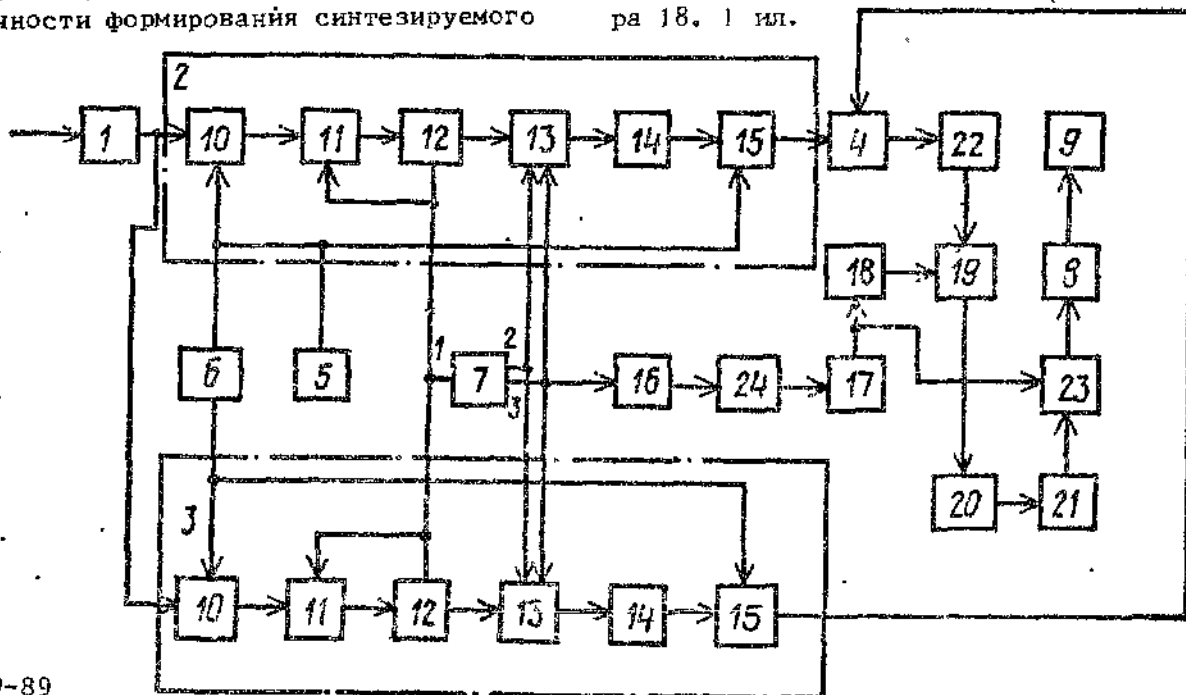 ности формирования синтезируемого
ра 18. 1 ил.
2
1 10 11 12 13 14 15 4 22 9
18 19 8
6 5 1 7 2 3 16 24 17 23
20 21
3
10 11 12 13 14 15
-89